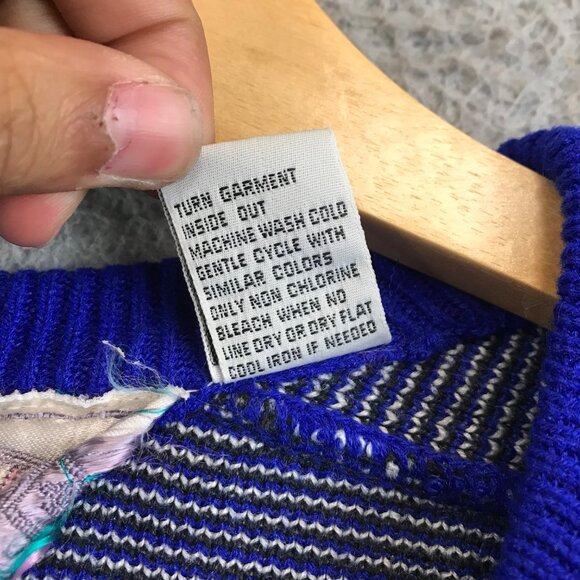 TURN GARMENT
INSIDE OUT
MACHINE WASH COLD
GENTLE CYCLE WITH
SIMILAR COLORS
ONLY NON CHLORINE
BLEACH WHEN NO
LINE DRY OR DRY FLAT
COOL IRON IF NEEDED